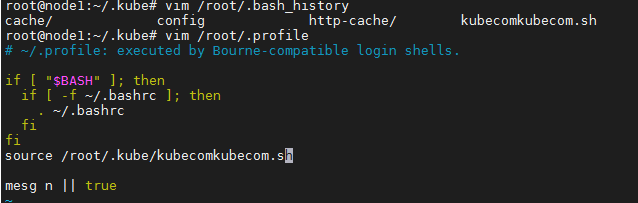 root@node1:~/.kube# vim /root/.bash_history
cache/ config http-cache/ kubecomkubecom.sh
root@node1:~/.kube# vim /root/.profile
# ~/.profile: executed by Bourne-compatible login shells.
if [ "$BASH" ]; then
if [ -f ~/.bashrc ]; then
. ~/.bashrc
fi
fi
source /root/.kube/kubecomkubecom.sh
mesg n || true
~